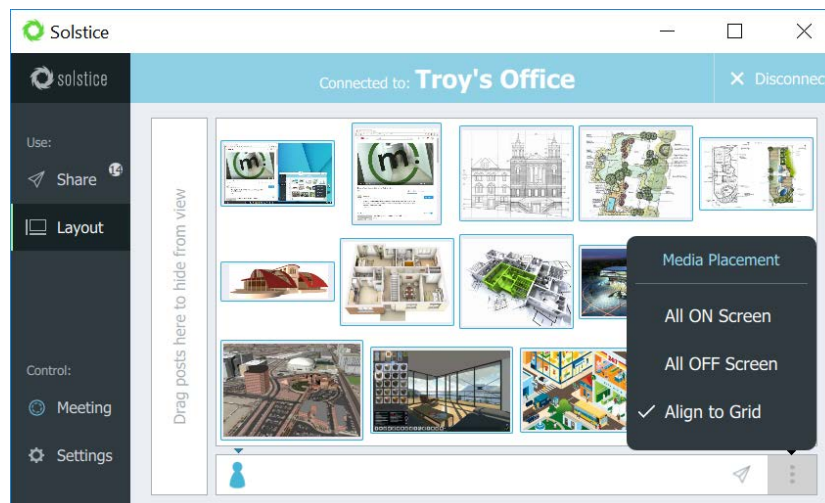 Solstice
solstice
Connected to: Troy's Office
Disconnec
Use:
Share
14
Layout
Drag posts here to hide from view
m!
m!
Media Placement
All ON Screen
All OFF Screen
Align to Grid
Control:
Meeting
Settings